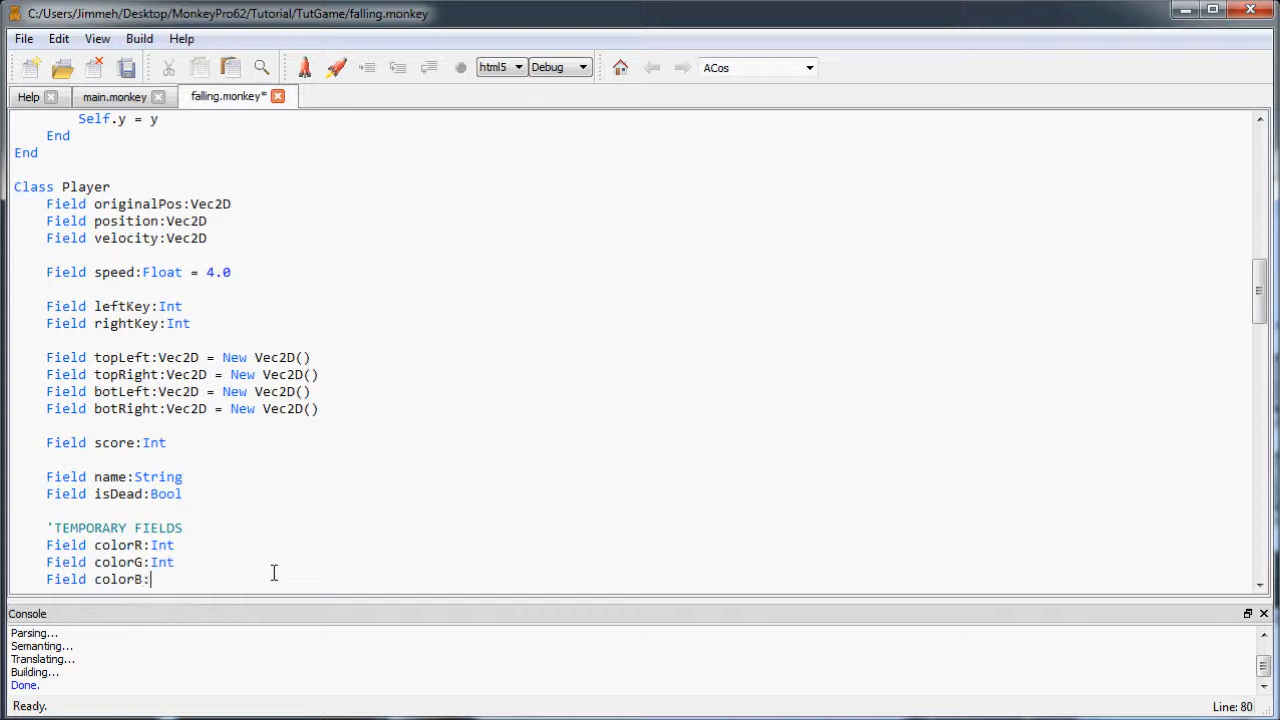 C:/Users/Jimmeh/Desktop/MonkeyPro62/Tutorial/TutGame/falling.monkey
File Edit View Build Help
html5 Debug ACos
Help main.monkey falling.monkey*
Self.y = y
End
End
Class Player
Field originalPos:Vec2D
Field position:Vec2D
Field velocity:Vec2D
Field speed:Float = 4.0
Field leftKey:Int
Field rightKey:Int
Field topLeft:Vec2D = New Vec2D()
Field topRight:Vec2D = New Vec2D()
Field botLeft:Vec2D = New Vec2D()
Field botRight:Vec2D = New Vec2D()
Field score:Int
Field name:String
Field isDead:Bool
'TEMPORARY FIELDS
Field colorR:Int
Field colorG:Int
Field colorB:
Console
Parsing...
Semanting...
Translating...
Building...
Done.
Ready. Line: 80